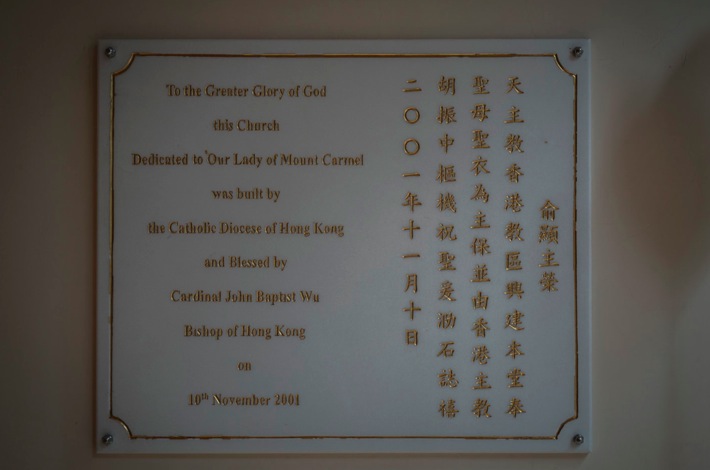 To the Greater Glory of God
this Church
Dedicated to Our Lady of Mount Carmel
was built by
the Catholic Diocese of Hong Kong
and Blessed by
Cardinal John Baptist Wu
Bishop of Hong Kong
on
10th November 2001
俞顯主榮
天主教香港教區興建本堂奉
聖母聖衣為主保並由香港主教
胡振中樞機祝聖爰泐石誌禧
二〇〇一年十一月十日